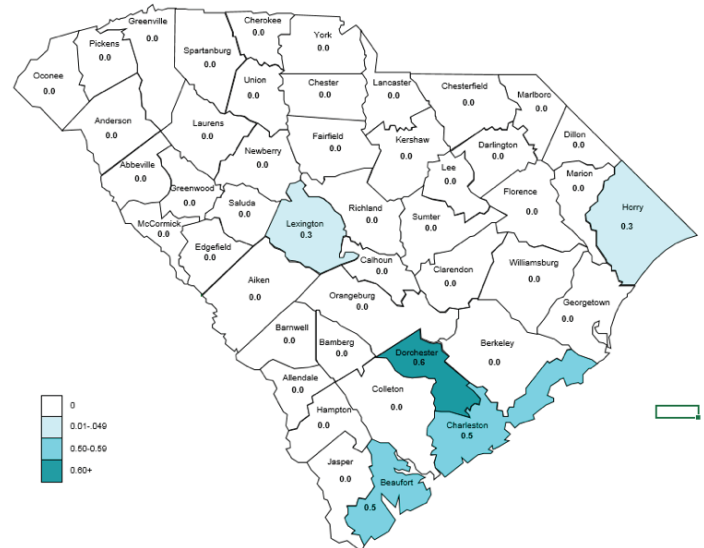 Cherokee
0.0
Greenville
0.0
York
0.0
Pickens
0.0
Spartanburg
0.0
Oconee
0.0
Union
0.0
Chester
0.0
Lancaster
0.0
Chesterfield
0.0
Marlboro
0.0
Anderson
0.0
Laurens
0.0
Fairfield
0.0
Kershaw
0.0
Darlington
0.0
Dillon
0.0
Newberry
0.0
Abbeville
0.0
Greenwood
0.0
Lee
0.0
Marion
0.0
Saluda
0.0
Florence
0.0
McCormick
0.0
Lexington
0.3
Richland
0.0
Sumter
0.0
Horry
0.3
Edgefield
0.0
Calhoun
0.0
Clarendon
0.0
Williamsburg
0.0
Aiken
0.0
Orangeburg
0.0
Georgetown
0.0
Barnwell
0.0
Bamberg
0.0
Dorchester
0.6
Berkeley
0.0
Allendale
0.0
Colleton
0.0
Hampton
0.0
Charleston
0.5
Jasper
0.0
Beaufort
0.5
0
0.01-.049
0.50-0.59
0.60+